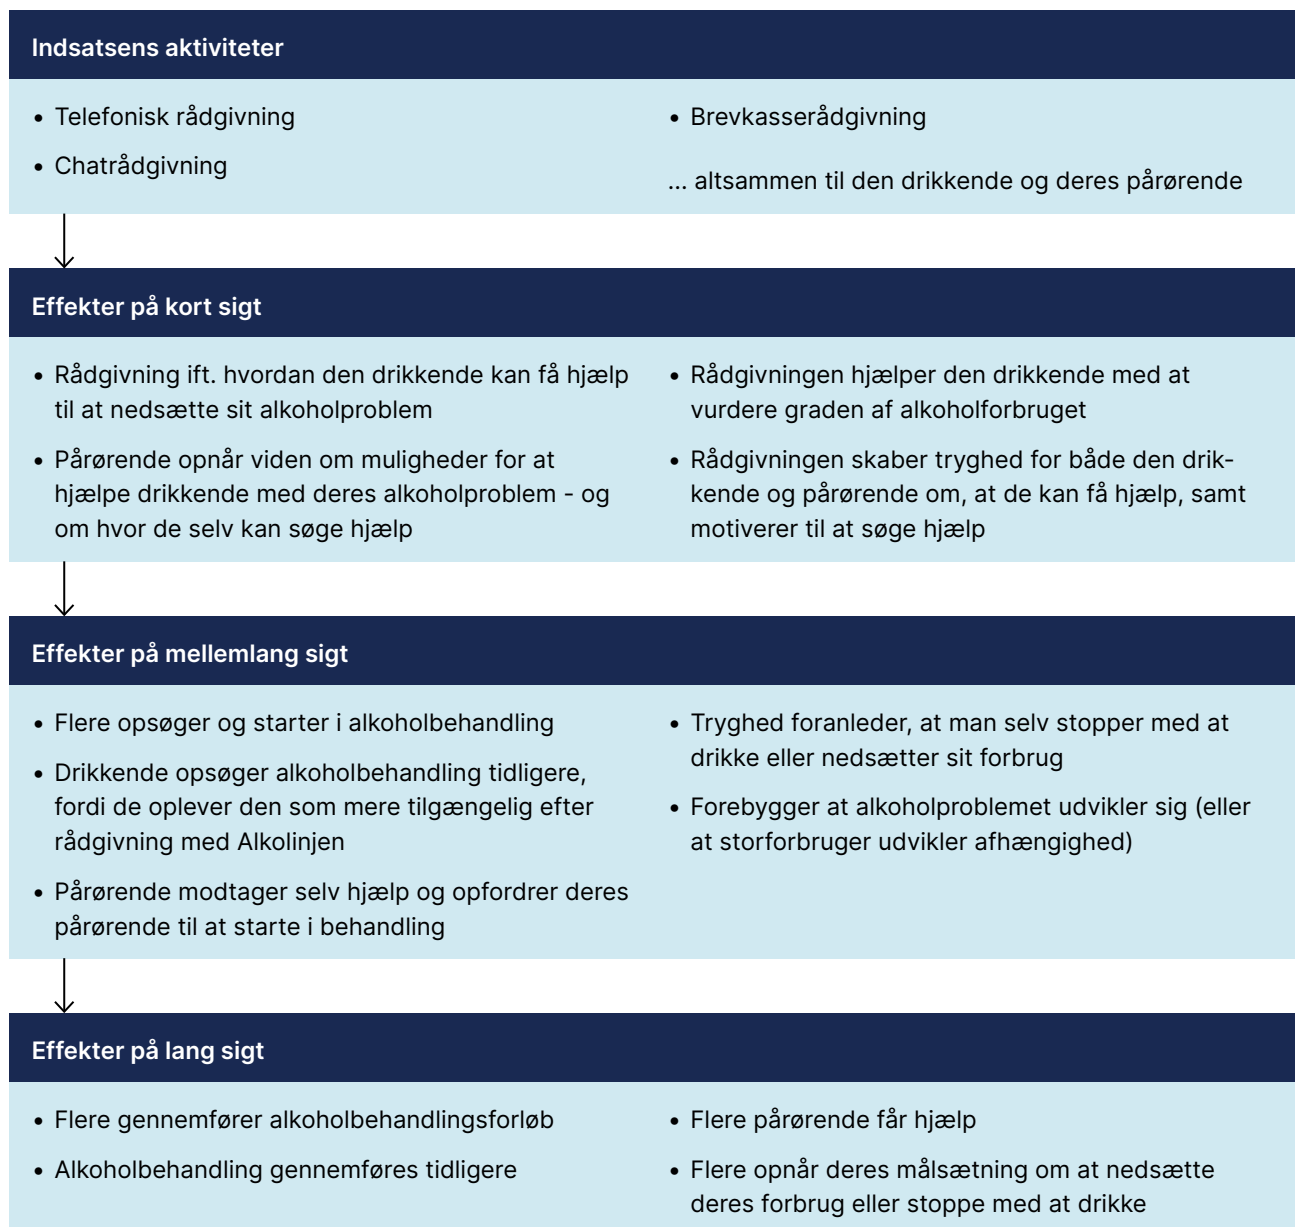 Indsatsens aktiviteter
• Telefonisk rådgivning
• Chatrådgivning
• Brevkasserådgivning
... altsammen til den drikkende og deres pårørende
Effekter på kort sigt
• Rådgivning ift. hvordan den drikkende kan få hjælp
til at nedsætte sit alkoholproblem
• Pårørende opnår viden om muligheder for at
hjælpe drikkende med deres alkoholproblem - og
om hvor de selv kan søge hjælp
• Rådgivningen hjælper den drikkende med at
vurdere graden af alkoholforbruget
• Rådgivningen skaber tryghed for både den drik-
kende og pårørende om, at de kan få hjælp, samt
motiverer til at søge hjælp
Effekter på mellemlang sigt
• Flere opsøger og starter i alkoholbehandling
• Drikkende opsøger alkoholbehandling tidligere,
fordi de oplever den som mere tilgængelig efter
rådgivning med Alkolinjen
• Pårørende modtager selv hjælp og opfordrer deres
pårørende til at starte i behandling
• Tryghed foranleder, at man selv stopper med at
drikke eller nedsætter sit forbrug
• Forebygger at alkoholproblemet udvikler sig (eller
at storforbruger udvikler afhængighed)
Effekter på lang sigt
• Flere gennemfører alkoholbehandlingsforløb
• Alkoholbehandling gennemføres tidligere
• Flere pårørende får hjælp
• Flere opnår deres målsætning om at nedsætte
deres forbrug eller stoppe med at drikke